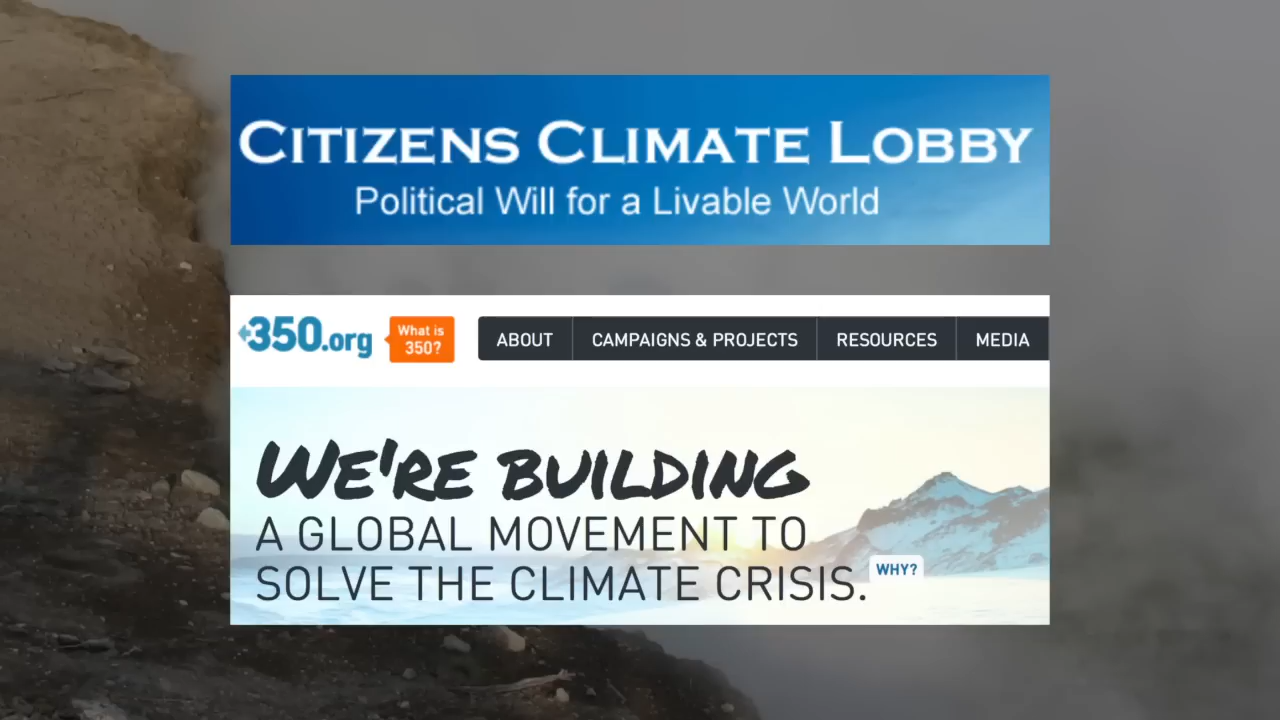 CITIZENS CLIMATE LOBBY
Political Will for a Livable World
350.org
What is
350?
ABOUT
CAMPAIGNS & PROJECTS
RESOURCES
MEDIA
WE'RE BUILDING
A GLOBAL MOVEMENT TO
SOLVE THE CLIMATE CRISIS.
WHY?